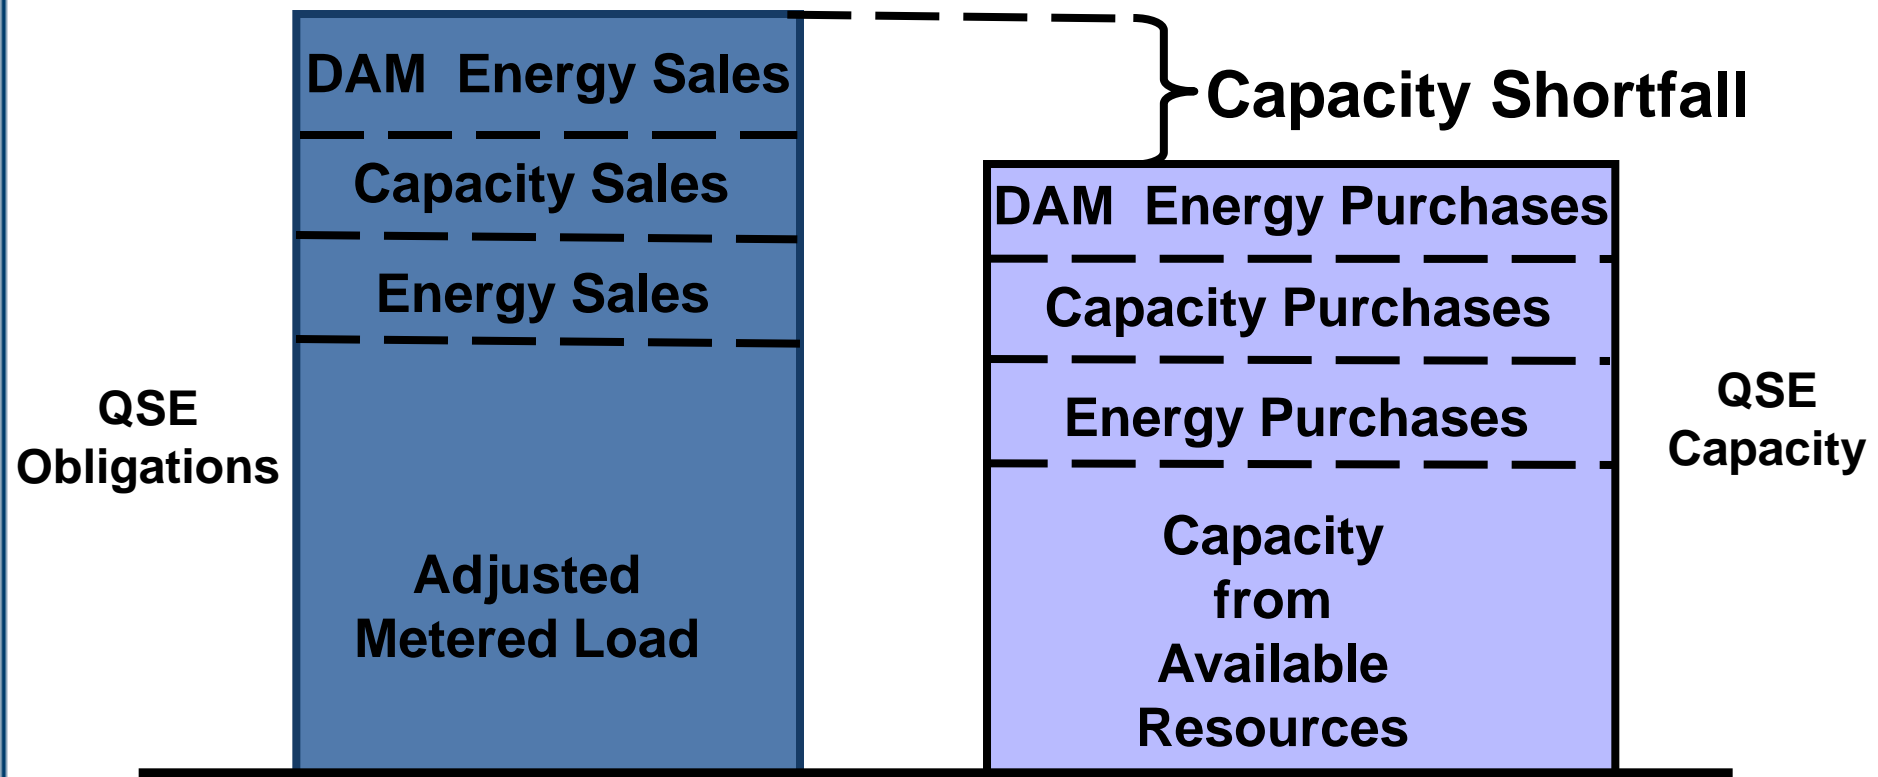 DAM  Energy Sales
Capacity Sales
Energy Sales
Adjusted
Metered Load
QSE
Obligations
Capacity Shortfall
DAM  Energy Purchases
Capacity Purchases
Energy Purchases
Capacity
from
Available
Resources
QSE
Capacity